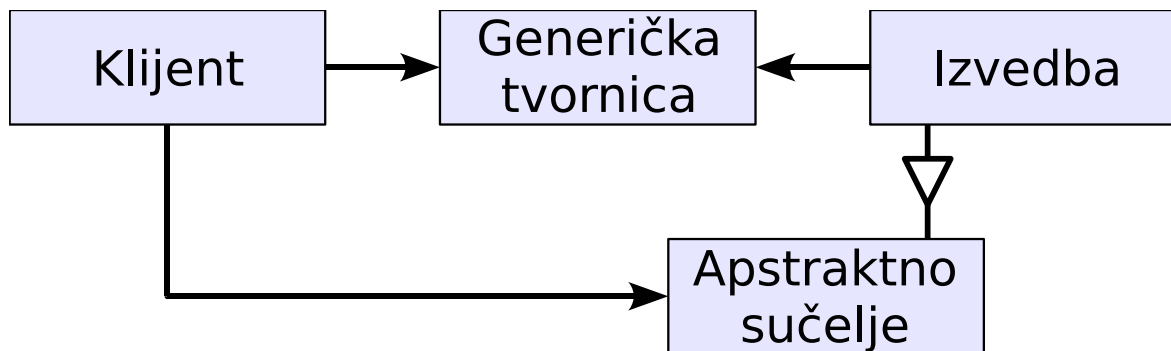 Klijent
Generička
tvornica
Izvedba
Apstraktno
sučelje